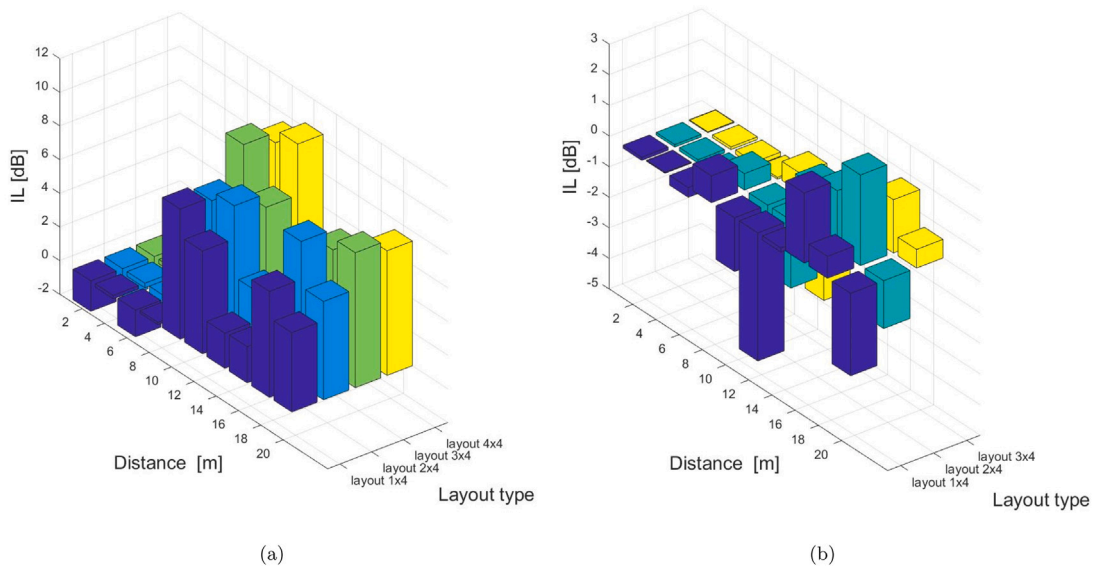 12
10
8
6
4
2
0
-2
IL [dB]
2
4
6
8
10
12
14
16
18
20
Distance [m]
layout 4x4
layout 3x4
layout 2x4
layout 1x4
Layout type
(a)
3
2
1
0
-1
-2
-3
-4
-5
IL [dB]
2
4
6
8
10
12
14
16
18
20
Distance [m]
layout 3x4
layout 2x4
layout 1x4
Layout type
(b)